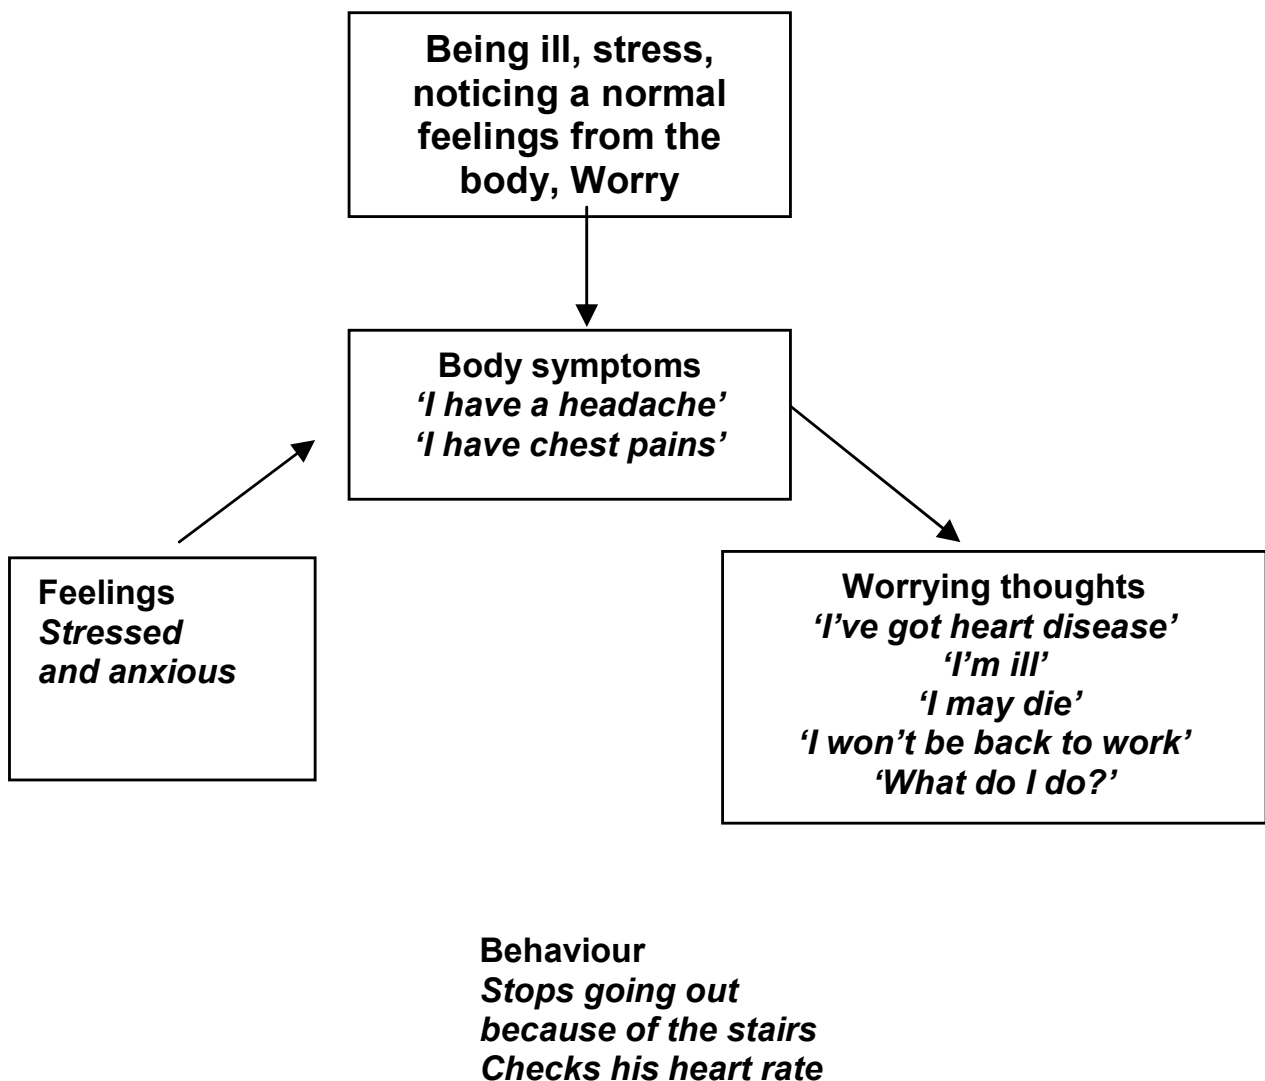 Being ill, stress,
noticing a normal
feelings from the
body, Worry
Body symptoms
‘I have a headache’
‘I have chest pains’
Feelings
Stressed
and anxious
Worrying thoughts
‘I’ve got heart disease’
‘I’m ill’
‘I may die’
‘I won’t be back to work’
‘What do I do?’
Behaviour
Stops going out
because of the stairs
Checks his heart rate